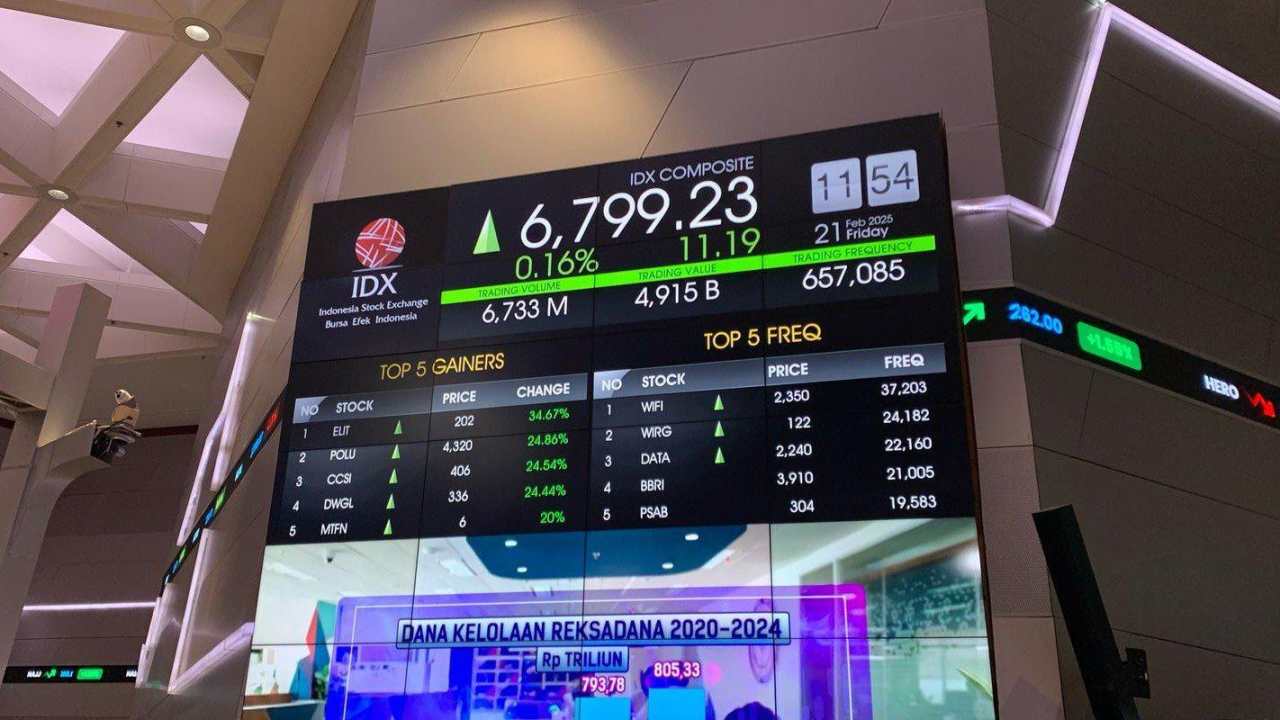 IDX COMPOSITE
6,799.23
0.16% 11.19
11 54
21 Feb 2025 Friday
IDX
Indonesia Stock Exchange
Bursa Efek Indonesia
TRADING VOLUME
6,733 M
TRADING VALUE
4,915 B
TRADING FREQUENCY
657,085
TOP 5 GAINERS
NO STOCK PRICE CHANGE
1 ELIT 202 34.67%
2 POLU 4,320 24.86%
3 CCSI 406 24.54%
4 DWGL 336 24.44%
5 MTFN 6 20%
TOP 5 FREQ
NO STOCK PRICE FREQ
1 WIFI 2,350 37,203
2 WIRG 122 24,182
3 DATA 2,240 22,160
4 BBRI 3,910 21,005
5 PSAB 304 19,583
282.00 +1.59%
HERO
DANA KELOLAAN REKSADANA 2020-2024
Rp TRILIUN
793,78
805,33